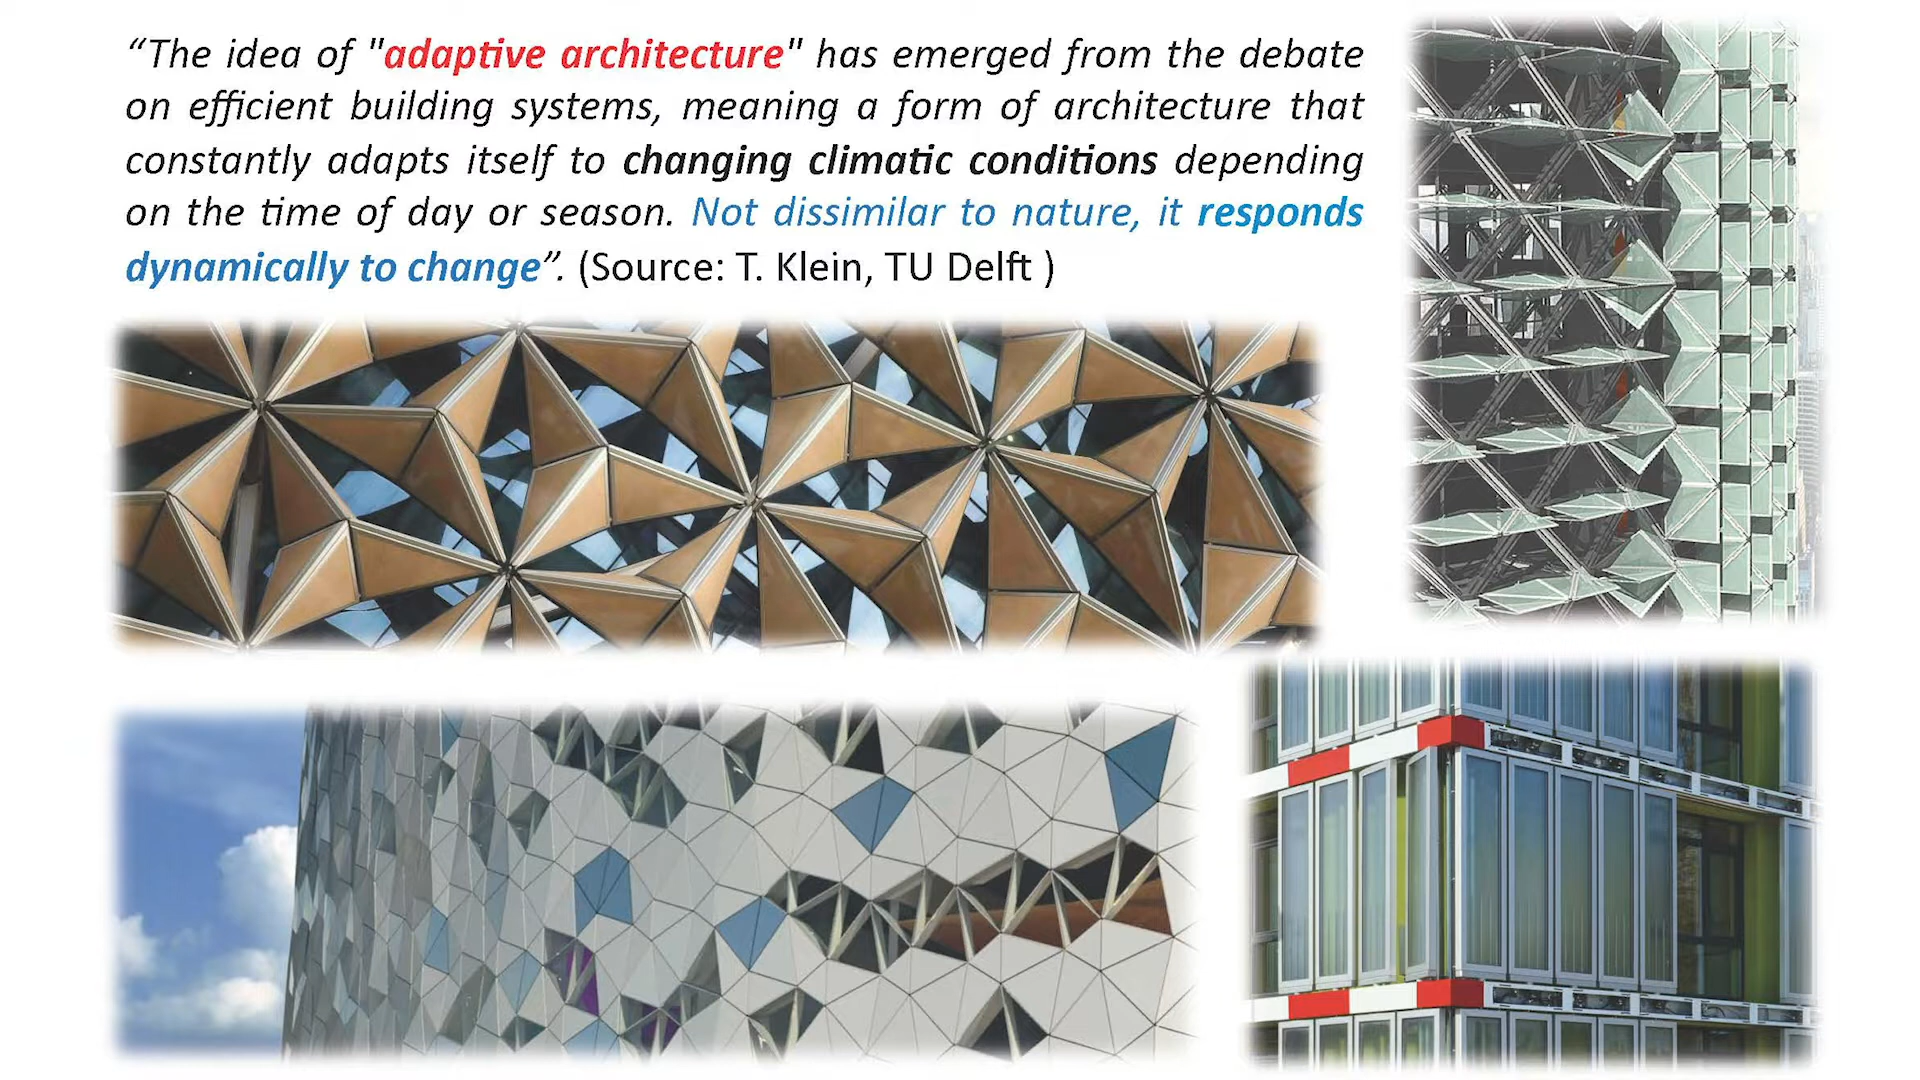 “The idea of "adaptive architecture" has emerged from the debate
on efficient building systems, meaning a form of architecture that
constantly adapts itself to changing climatic conditions depending
on the time of day or season. Not dissimilar to nature, it responds
dynamically to change”. (Source: T. Klein, TU Delft )